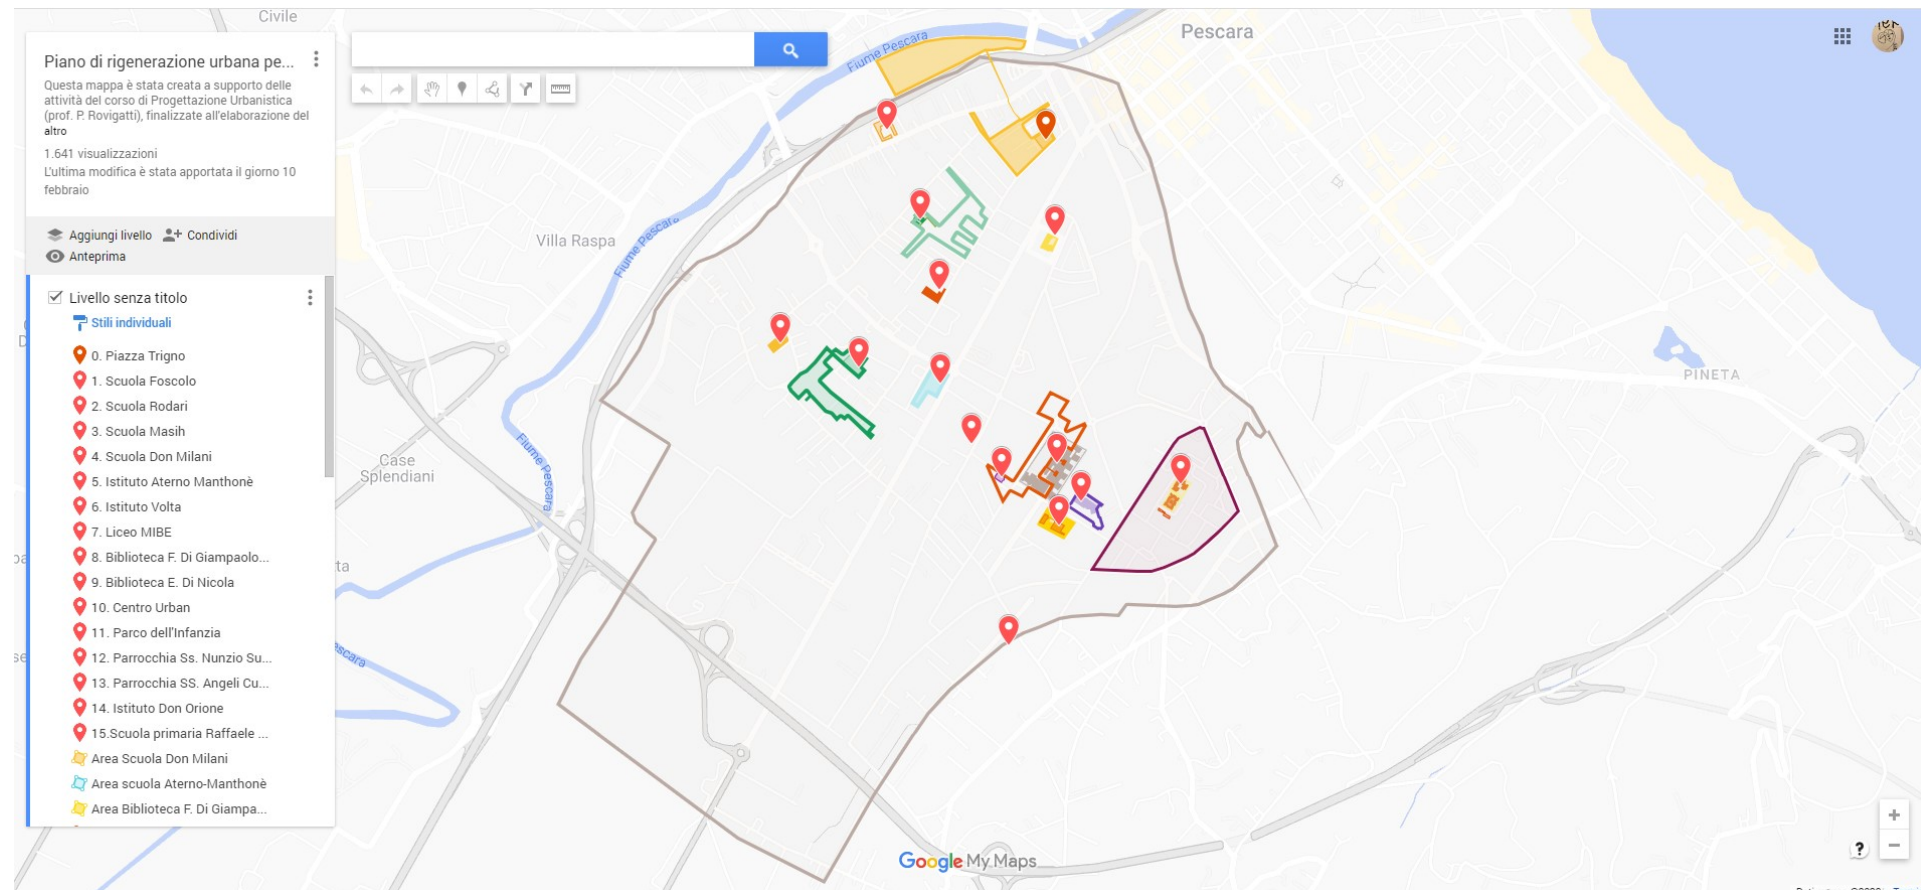 Civile
Pescara
Piano di rigenerazione urbana pe...
Questa mappa è stata creata a supporto delle
attività del corso di Progettazione Urbanistica
(prof. P. Rovigatti), finalizzate all'elaborazione del
altro
1.641 visualizzazioni
L'ultima modifica è stata apportata il giorno 10
febbraio
Aggiungi livello Condividi
Anteprima
Livello senza titolo
Stili individuali
0. Piazza Trigno
1. Scuola Foscolo
2. Scuola Rodari
3. Scuola Masih
4. Scuola Don Milani
5. Istituto Aterno Manthonè
6. Istituto Volta
7. Liceo MIBE
8. Biblioteca F. Di Giampaolo...
9. Biblioteca E. Di Nicola
10. Centro Urban
11. Parco dell'Infanzia
12. Parrocchia Ss. Nunzio Su...
13. Parrocchia SS. Angeli Cu...
14. Istituto Don Orione
15.Scuola primaria Raffaele ...
Area Scuola Don Milani
Area scuola Aterno-Manthonè
Area Biblioteca F. Di Giampa...
Fiume Pescara
Villa Raspa
Fiume Pescara
PINETA
Case
Splendiani
Fiume Pescara
Google My Maps
?